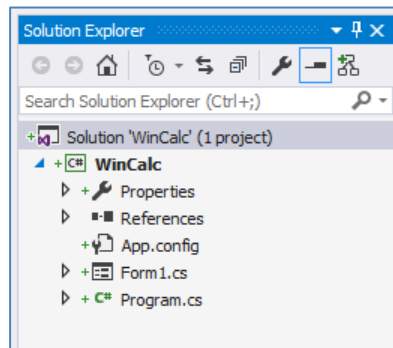 Solution Explorer
Search Solution Explorer (Ctrl+;)
Solution 'WinCalc' (1 project)
C# WinCalc
Properties
References
App.config
Form1.cs
C# Program.cs